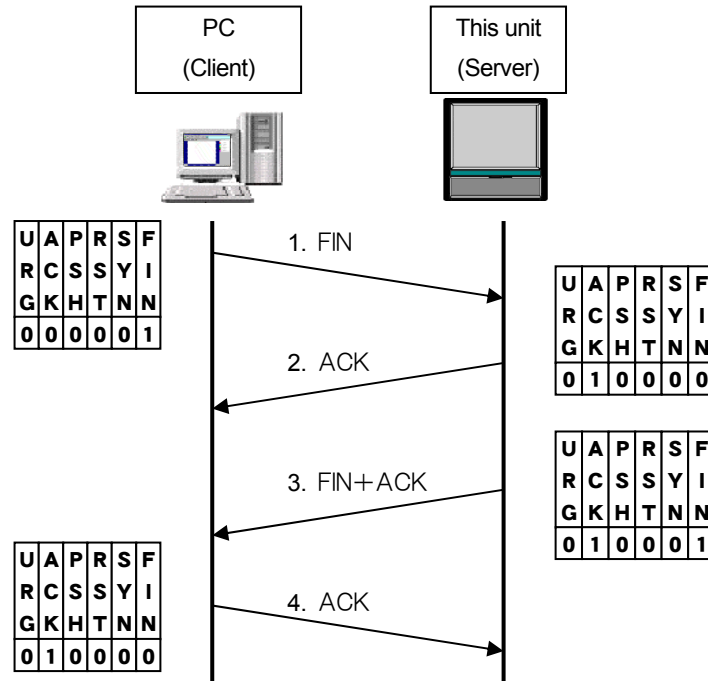 PC
(Client)
This unit
(Server)
1. FIN
U A P R S F
R C S S Y I
G K H T N N
0 0 0 0 0 1
U A P R S F
R C S S Y I
G K H T N N
0 1 0 0 0 0
2. ACK
3. FIN+ACK
U A P R S F
R C S S Y I
G K H T N N
0 1 0 0 0 1
U A P R S F
R C S S Y I
G K H T N N
0 1 0 0 0 0
4. ACK